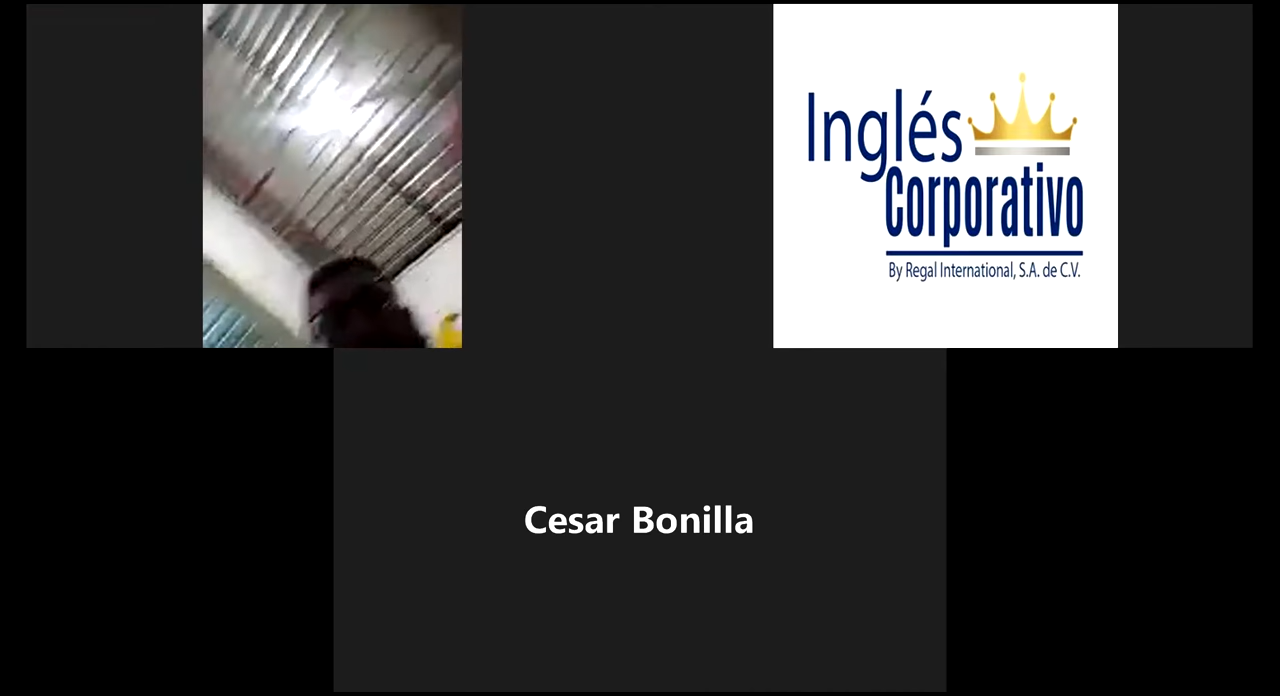 Inglés
Corporativo
By Regal International, S.A. de C.V.
Cesar Bonilla